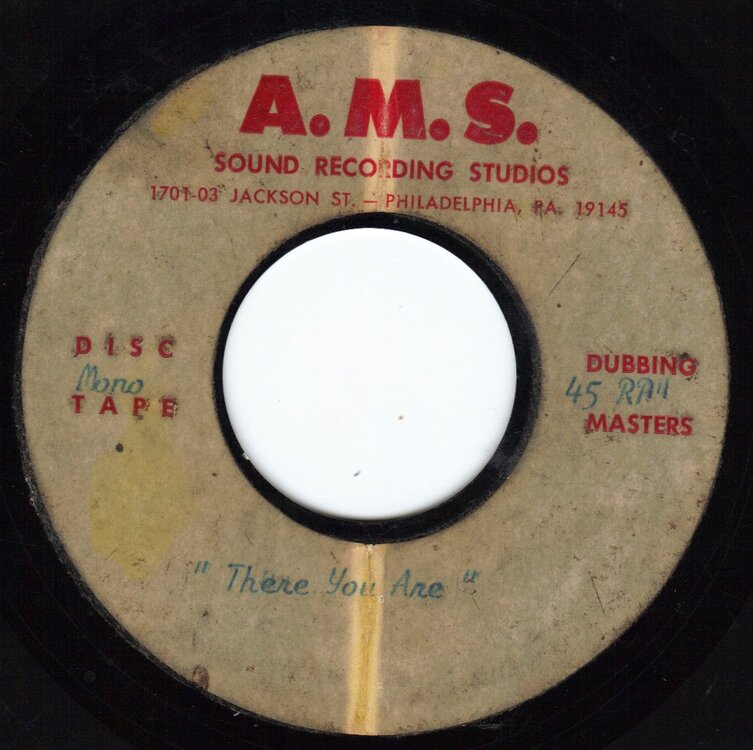 A. M. S.
SOUND RECORDING STUDIOS
1701-03 JACKSON ST. — PHILADELPHIA, PA. 19145
DISC
Mono
TAPE
DUBBING
45 RPM
MASTERS
" There You Are "